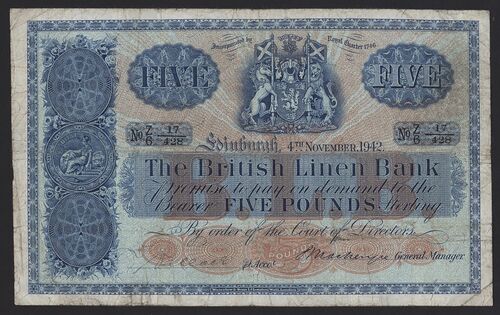 Incorporated by Royal Charter 1746
FIVE FIVE
No Z/6 17/428 No Z/6 17/428
Edinburgh, 4TH NOVEMBER, 1942.
The British Linen Bank
Promise to pay on demand to the
Bearer FIVE POUNDS Sterling
By order of the Court of Directors.
POUNDS
Mackenzie General Manager